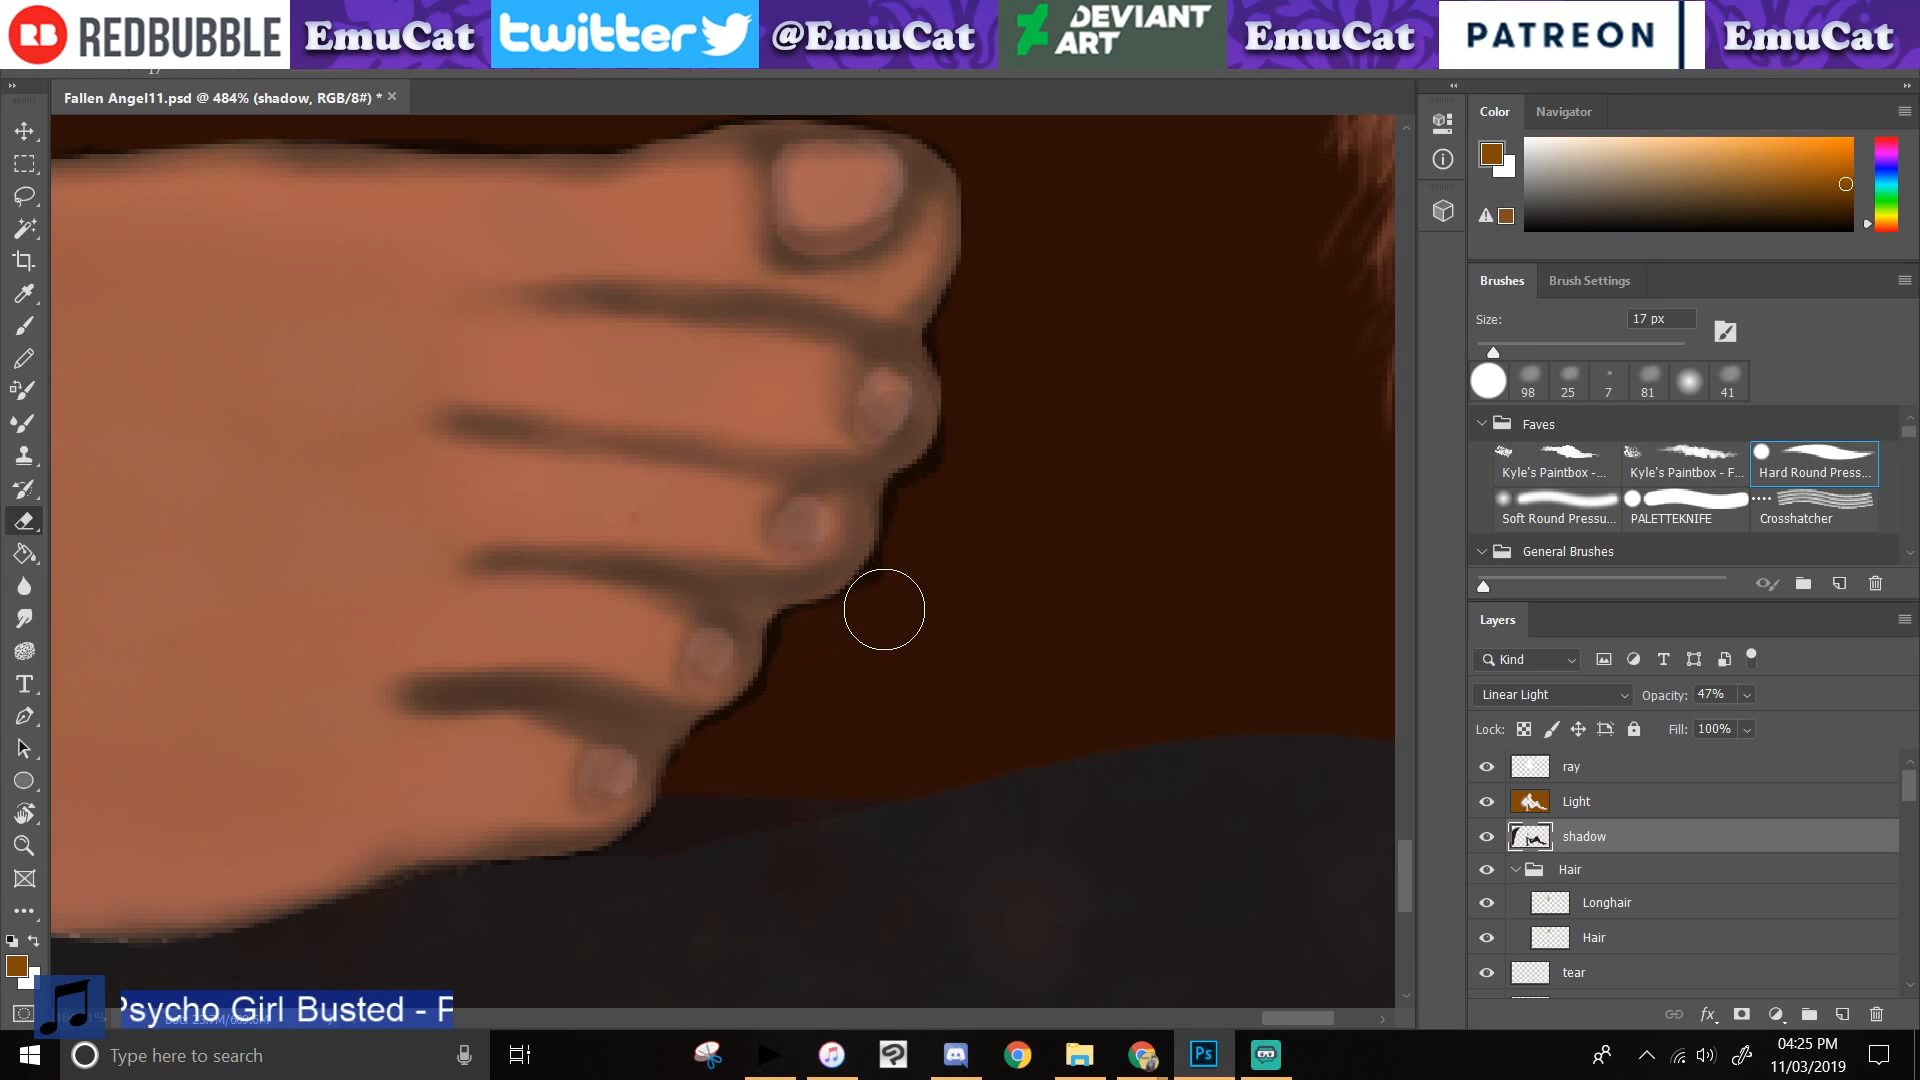 REDBUBBLE EmuCat twitter @EmuCat DEVIANT ART EmuCat PATREON EmuCat
17
Fallen Angel11.psd @ 484% (shadow, RGB/8#) *
Color Navigator
Brushes Brush Settings
Size: 17 px
98 25 7 81 41
Faves
Kyle's Paintbox -... Kyle's Paintbox - F... Hard Round Press...
Soft Round Pressu... PALETTEKNIFE Crosshatcher
General Brushes
Layers
Kind
Linear Light Opacity: 47%
Lock: Fill: 100%
ray
Light
shadow
Hair
Longhair
Hair
tear
Psycho Girl Busted - F
Type here to search
04:25 PM
11/03/2019